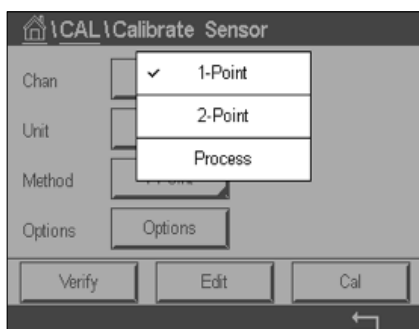 \CAL\Calibrate Sensor
Chan
✓ 1-Point
2-Point
Unit
Process
Method
Options Options
Verify Edit Cal